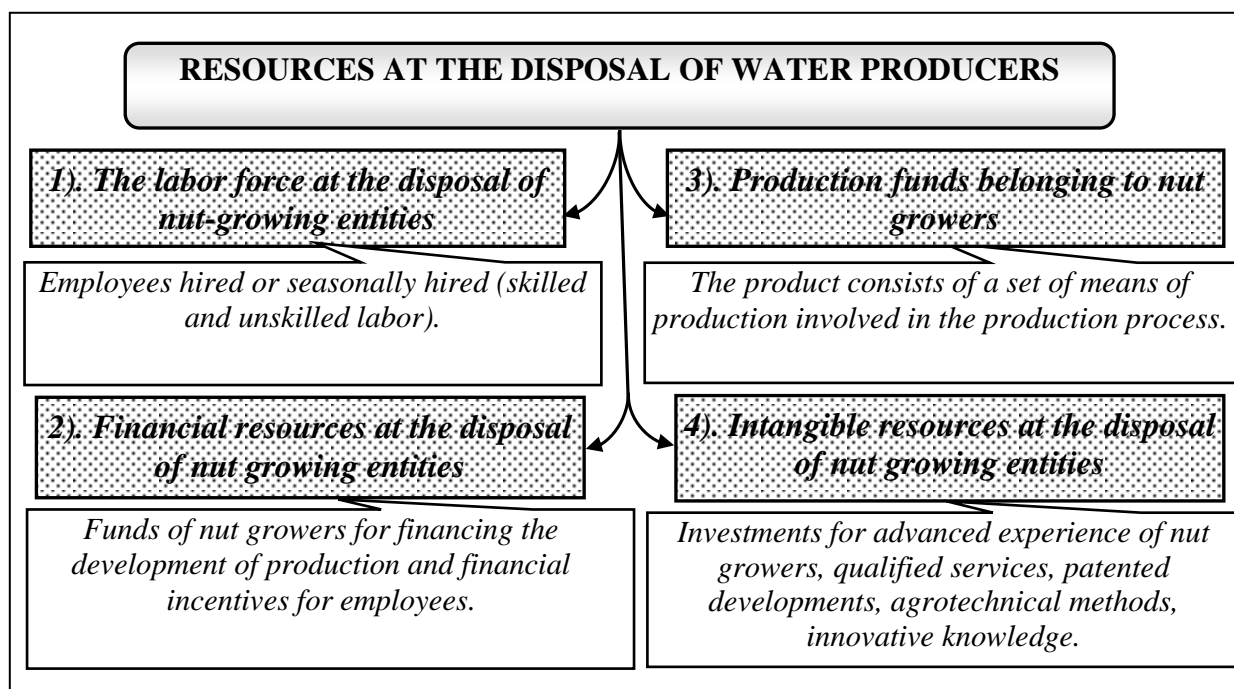 RESOURCES AT THE DISPOSAL OF WATER PRODUCERS
1). The labor force at the disposal of
nut-growing entities
Employees hired or seasonally hired (skilled
and unskilled labor).
2). Financial resources at the disposal
of nut growing entities
Funds of nut growers for financing the
development of production and financial
incentives for employees.
3). Production funds belonging to nut
growers
The product consists of a set of means of
production involved in the production process.
4). Intangible resources at the disposal
of nut growing entities
Investments for advanced experience of nut
growers, qualified services, patented
developments, agrotechnical methods,
innovative knowledge.